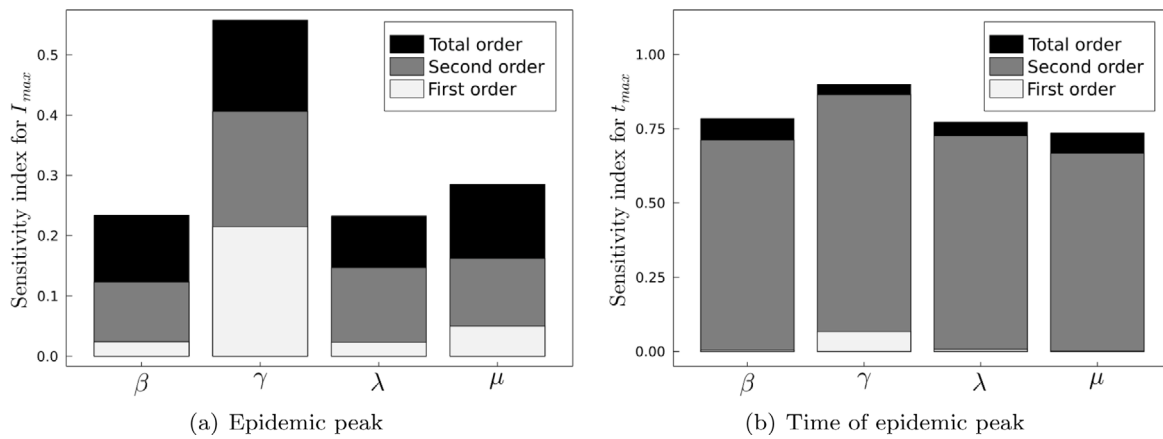 Sensitivity index for I_max
0.5
0.4
0.3
0.2
0.1
0.0
Total order
Second order
First order
β
γ
λ
μ
(a) Epidemic peak
Sensitivity index for t_max
1.00
0.75
0.50
0.25
0.00
Total order
Second order
First order
β
γ
λ
μ
(b) Time of epidemic peak